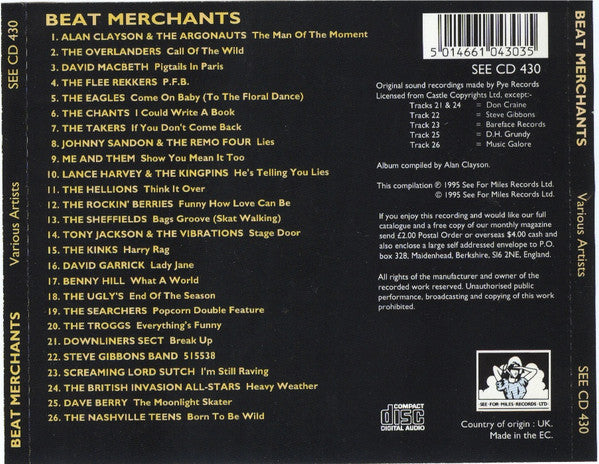 BEAT MERCHANTS
1. ALAN CLAYSON & THE ARGONAUTS The Man Of The Moment
2. THE OVERLANDERS Call Of The Wild
3. DAVID MACBETH Pigtails In Paris
4. THE FLEE REKKERS P.F.B.
5. THE EAGLES Come On Baby (To The Floral Dance)
6. THE CHANTS I Could Write A Book
7. THE TAKERS If You Don't Come Back
8. JOHNNY SANDON & THE REMO FOUR Lies
9. ME AND THEM Show You Mean It Too
10. LANCE HARVEY & THE KINGPINS He's Telling You Lies
11. THE HELLIONS Think It Over
12. THE ROCKIN' BERRIES Funny How Love Can Be
13. THE SHEFFIELDS Bags Groove (Skat Walking)
14. TONY JACKSON & THE VIBRATIONS Stage Door
15. THE KINKS Harry Rag
16. DAVID GARRICK Lady Jane
17. BENNY HILL What A World
18. THE UGLY'S End Of The Season
19. THE SEARCHERS Popcorn Double Feature
20. THE TROGGS Everything's Funny
21. DOWNLINERS SECT Break Up
22. STEVE GIBBONS BAND 515538
23. SCREAMING LORD SUTCH I'm Still Raving
24. THE BRITISH INVASION ALL-STARS Heavy Weather
25. DAVE BERRY The Moonlight Skater
26. THE NASHVILLE TEENS Born To Be Wild
5 014661 043035
SEE CD 430
Original sound recordings made by Pye Records
Licensed from Castle Copyrights Ltd, except:-
Tracks 21 & 24 = Don Craine
Track 22 = Steve Gibbons
Track 23 = Bareface Records
Track 25 = D.H. Grundy
Track 26 = Music Galore
Album compiled by Alan Clayson.
This compilation ℗ 1995 See For Miles Records Ltd.
© 1995 See For Miles Records Ltd.
If you enjoy this recording and would like our full
catalogue and a free copy of our monthly magazine
send £2.00 Postal Order or overseas $4.00 cash and
also enclose a large self addressed envelope to P.O.
box 328, Maidenhead, Berkshire, Sl6 2NE, England.
All rights of the manufacturer and owner of the
recorded work reserved. Unauthorised public
performance, broadcasting and copying of this work
prohibited.
COMPACT
disc
DIGITAL AUDIO
SEE·FOR·MILES·RECORDS·LTD
Country of origin : UK.
Made in the EC.
BEAT MERCHANTS Various Artists SEE CD 430
BEAT MERCHANTS Various Artists SEE CD 430